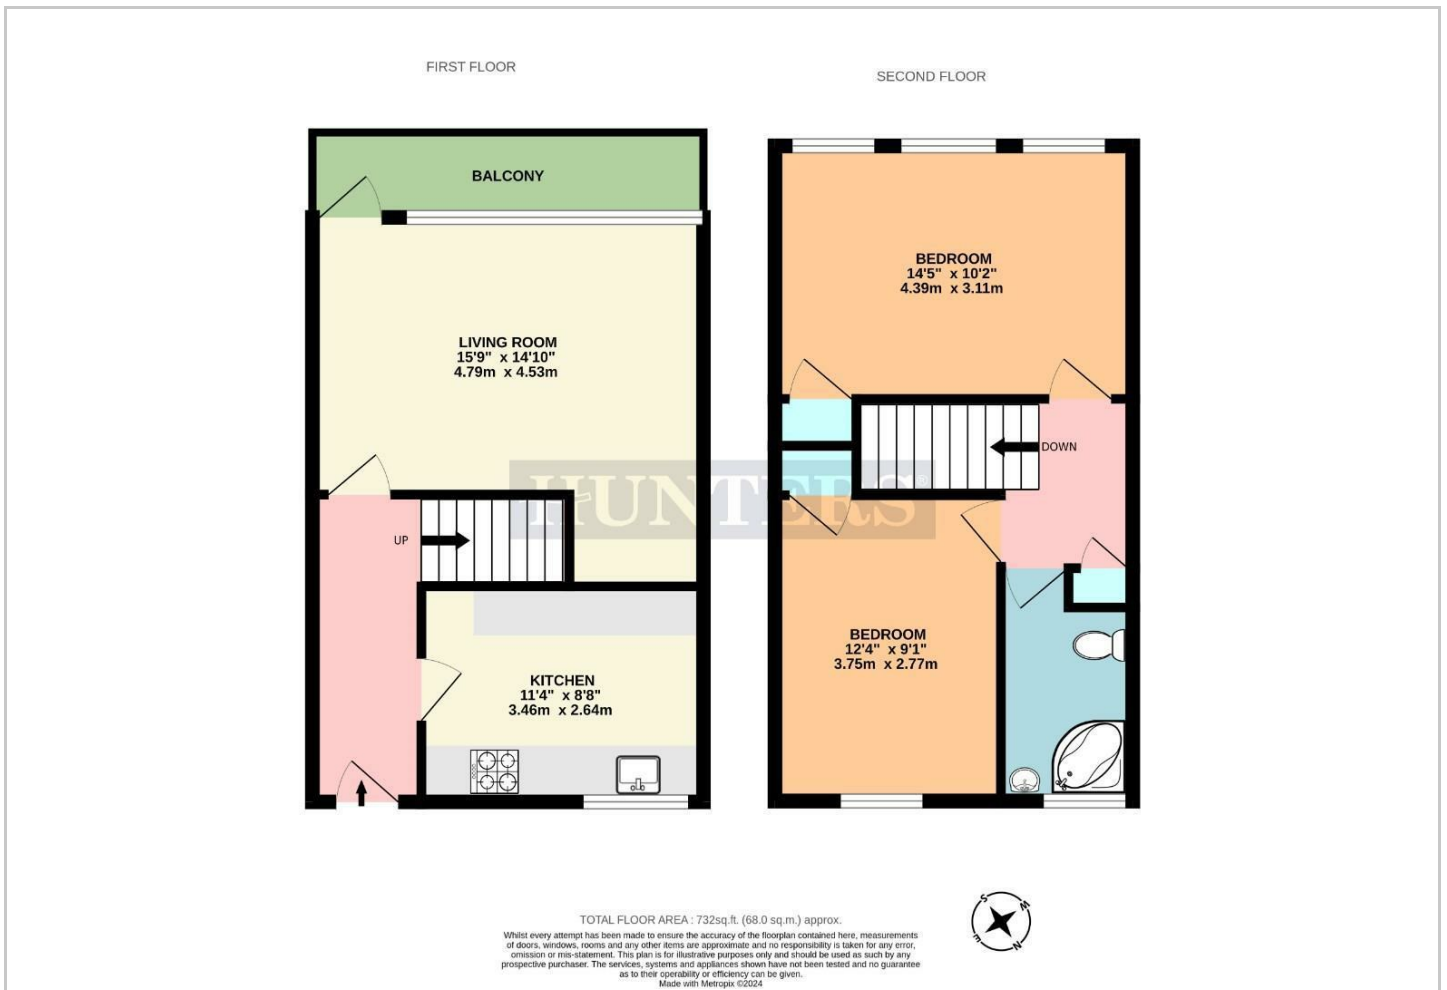 FIRST FLOOR
BALCONY
LIVING ROOM
15'9" x 14'10"
4.79m x 4.53m
UP
KITCHEN
11'4" x 8'8"
3.46m x 2.64m
SECOND FLOOR
BEDROOM
14'5" x 10'2"
4.39m x 3.11m
DOWN
BEDROOM
12'4" x 9'1"
3.75m x 2.77m
HUNTERS®
S
W
E
N
TOTAL FLOOR AREA : 732sq.ft. (68.0 sq.m.) approx.
Whilst every attempt has been made to ensure the accuracy of the floorplan contained here, measurements
of doors, windows, rooms and any other items are approximate and no responsibility is taken for any error,
omission or mis-statement. This plan is for illustrative purposes only and should be used as such by any
prospective purchaser. The services, systems and appliances shown have not been tested and no guarantee
as to their operability or efficiency can be given.
Made with Metropix ©2024